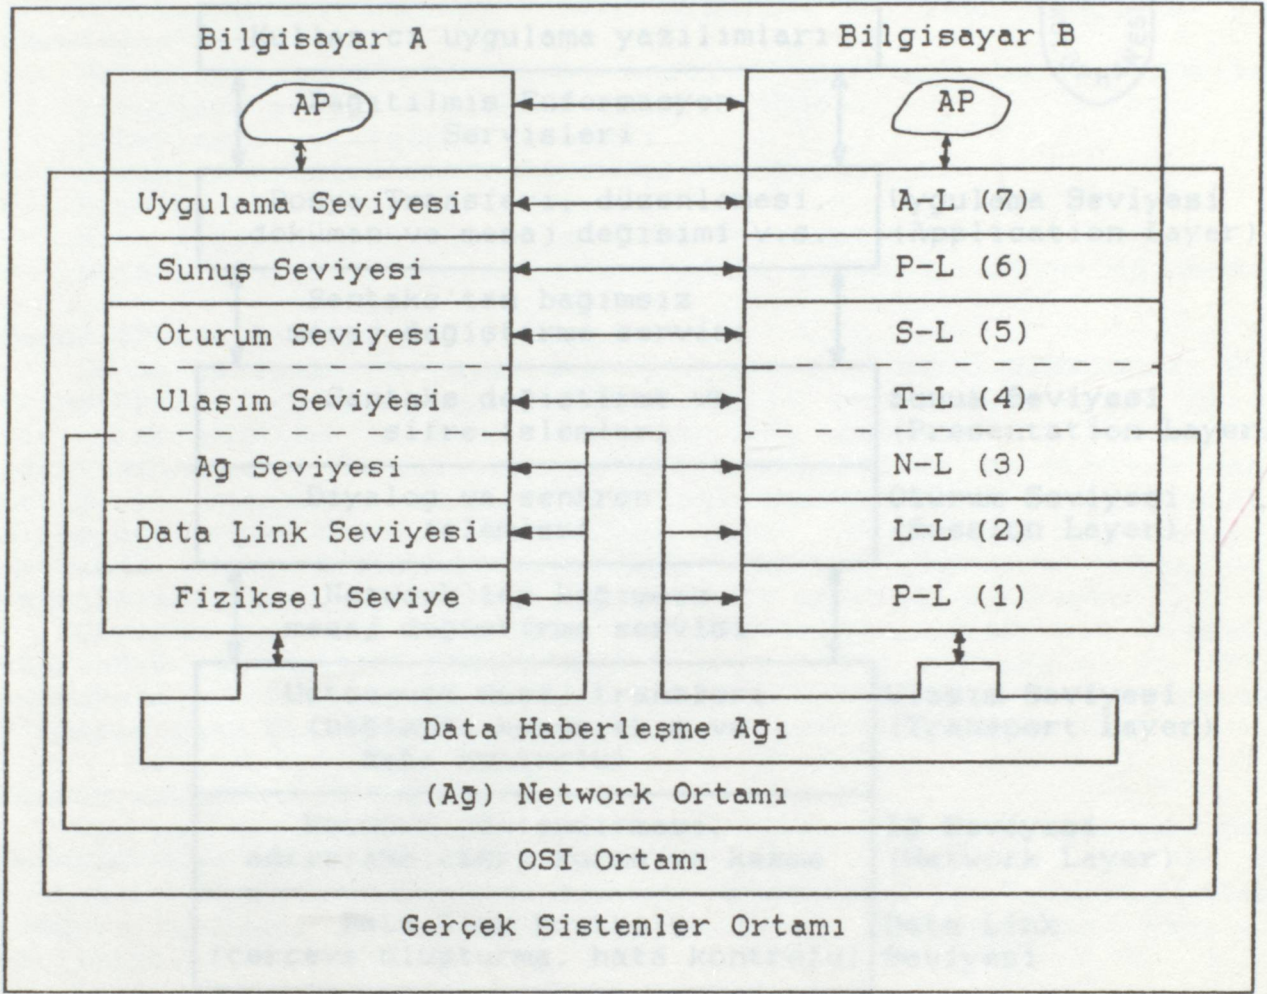 Bilgisayar A Bilgisayar B
AP AP
Uygulama Seviyesi A-L (7)
Sunuş Seviyesi P-L (6)
Oturum Seviyesi S-L (5)
Ulaşım Seviyesi T-L (4)
Ağ Seviyesi N-L (3)
Data Link Seviyesi L-L (2)
Fiziksel Seviye P-L (1)
Data Haberleşme Ağı
(Ağ) Network Ortamı
OSI Ortamı
Gerçek Sistemler Ortamı